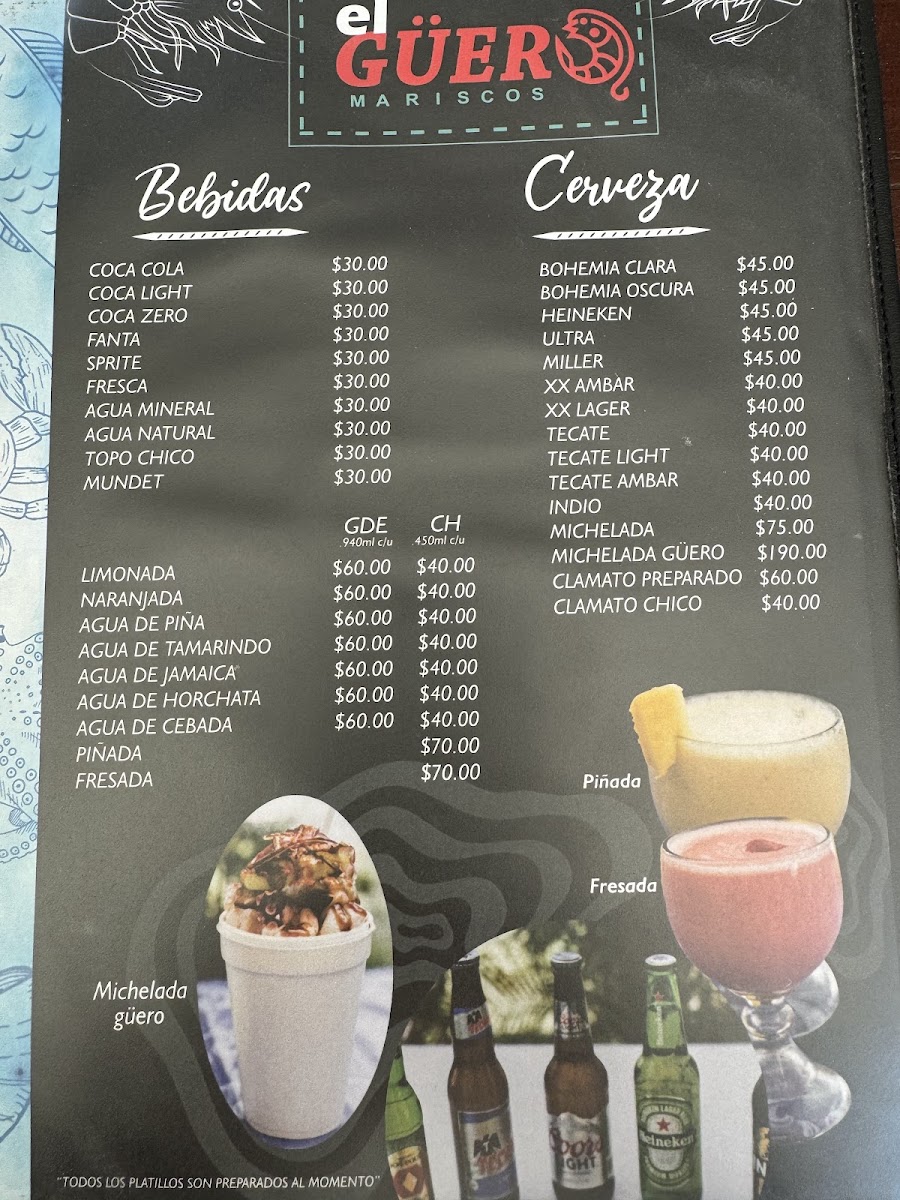 el
GÜERO
MARISCOS
Bebidas
COCA COLA $30.00
COCA LIGHT $30.00
COCA ZERO $30.00
FANTA $30.00
SPRITE $30.00
FRESCA $30.00
AGUA MINERAL $30.00
AGUA NATURAL $30.00
TOPO CHICO $30.00
MUNDET $30.00
GDE CH
.940ml c/u .450ml c/u
LIMONADA $60.00 $40.00
NARANJADA $60.00 $40.00
AGUA DE PIÑA $60.00 $40.00
AGUA DE TAMARINDO $60.00 $40.00
AGUA DE JAMAICA $60.00 $40.00
AGUA DE HORCHATA $60.00 $40.00
AGUA DE CEBADA $60.00 $40.00
PIÑADA $70.00
FRESADA $70.00
Cerveza
BOHEMIA CLARA $45.00
BOHEMIA OSCURA $45.00
HEINEKEN $45.00
ULTRA $45.00
MILLER $45.00
XX AMBAR $40.00
XX LAGER $40.00
TECATE $40.00
TECATE LIGHT $40.00
TECATE AMBAR $40.00
INDIO $40.00
MICHELADA $75.00
MICHELADA GÜERO $190.00
CLAMATO PREPARADO $60.00
CLAMATO CHICO $40.00
Piñada
Fresada
Michelada
güero
Coors
LIGHT
Heineken
"TODOS LOS PLATILLOS SON PREPARADOS AL MOMENTO"